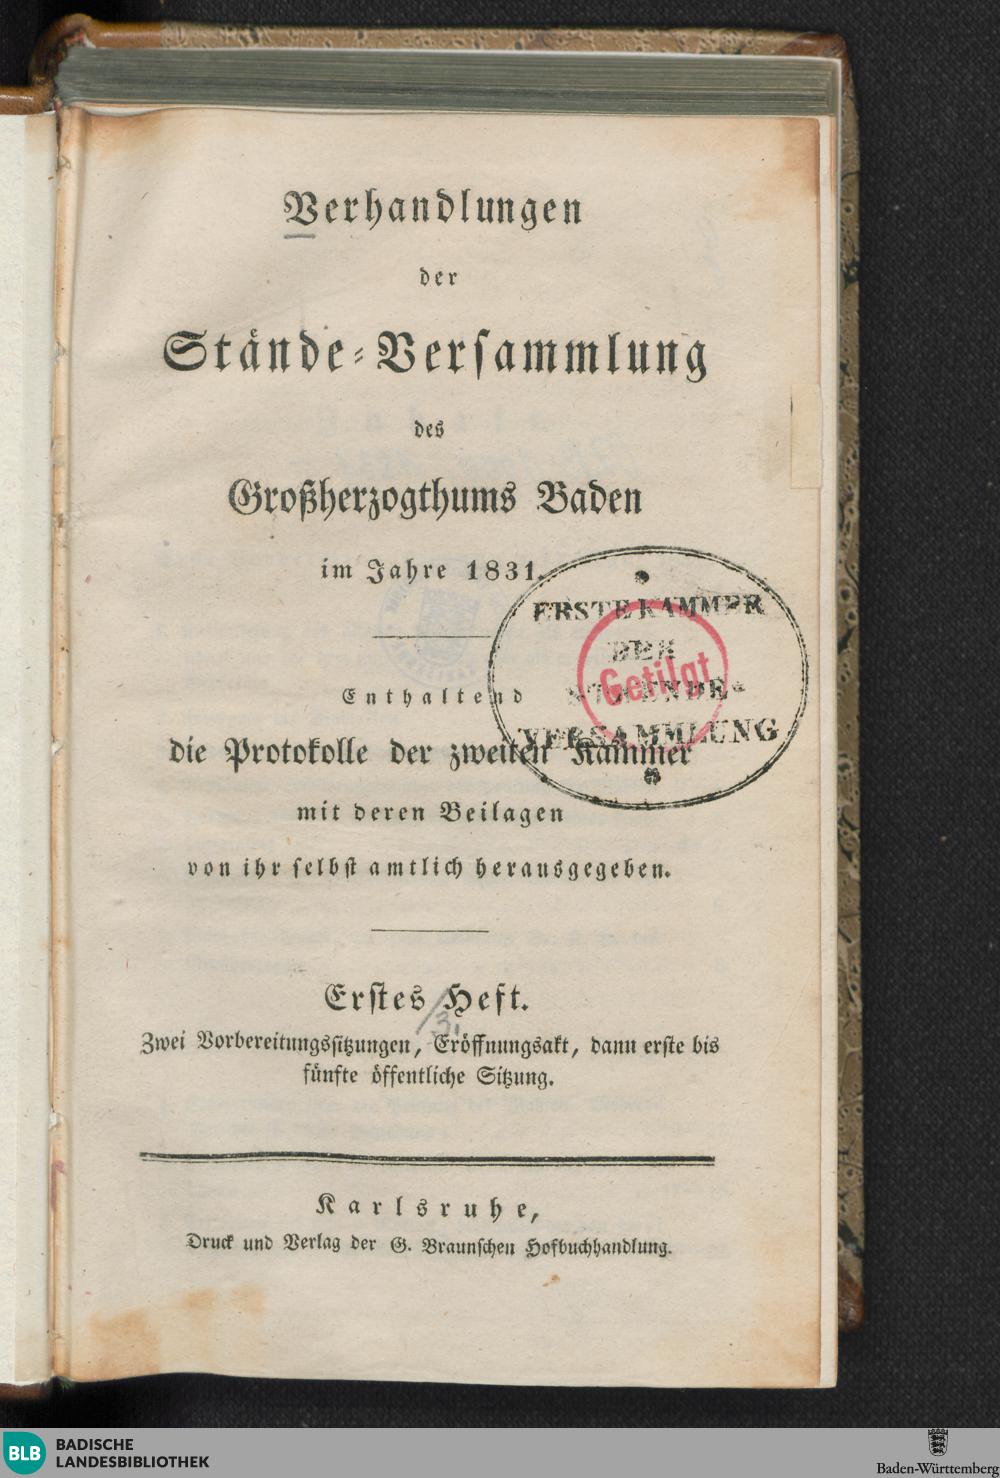 Verhandlungen
der
Stände-Versammlung
des
Großherzogthums Baden
im Jahre 1831.
ERSTE KAMMER
DER
STAENDE-
VERSAMMLUNG
Getilgt
Enthaltend
die Protokolle der zweiten Kammer
mit deren Beilagen
von ihr selbst amtlich herausgegeben.
Erstes Heft.
/3.
Zwei Vorbereitungssitzungen, Eröffnungsakt, dann erste bis
fünfte öffentliche Sitzung.
Karlsruhe,
Druck und Verlag der G. Braunschen Hofbuchhandlung.
BLB
BADISCHE
LANDESBIBLIOTHEK
Baden-Württemberg